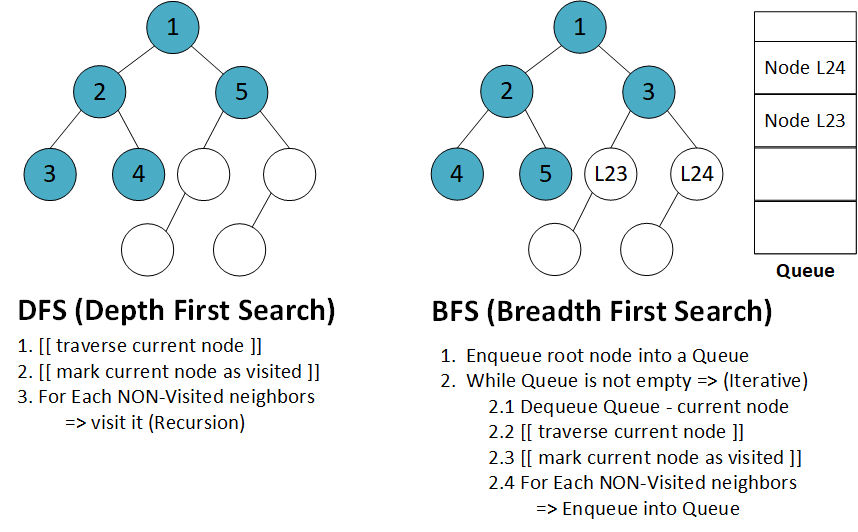 1
2
5
3
4
DFS (Depth First Search)
1. [[ traverse current node ]]
2. [[ mark current node as visited ]]
3. For Each NON-Visited neighbors
=> visit it (Recursion)
1
2
3
4
5
L23
L24
Node L24
Node L23
Queue
BFS (Breadth First Search)
1. Enqueue root node into a Queue
2. While Queue is not empty => (Iterative)
2.1 Dequeue Queue - current node
2.2 [[ traverse current node ]]
2.3 [[ mark current node as visited ]]
2.4 For Each NON-Visited neighbors
=> Enqueue into Queue